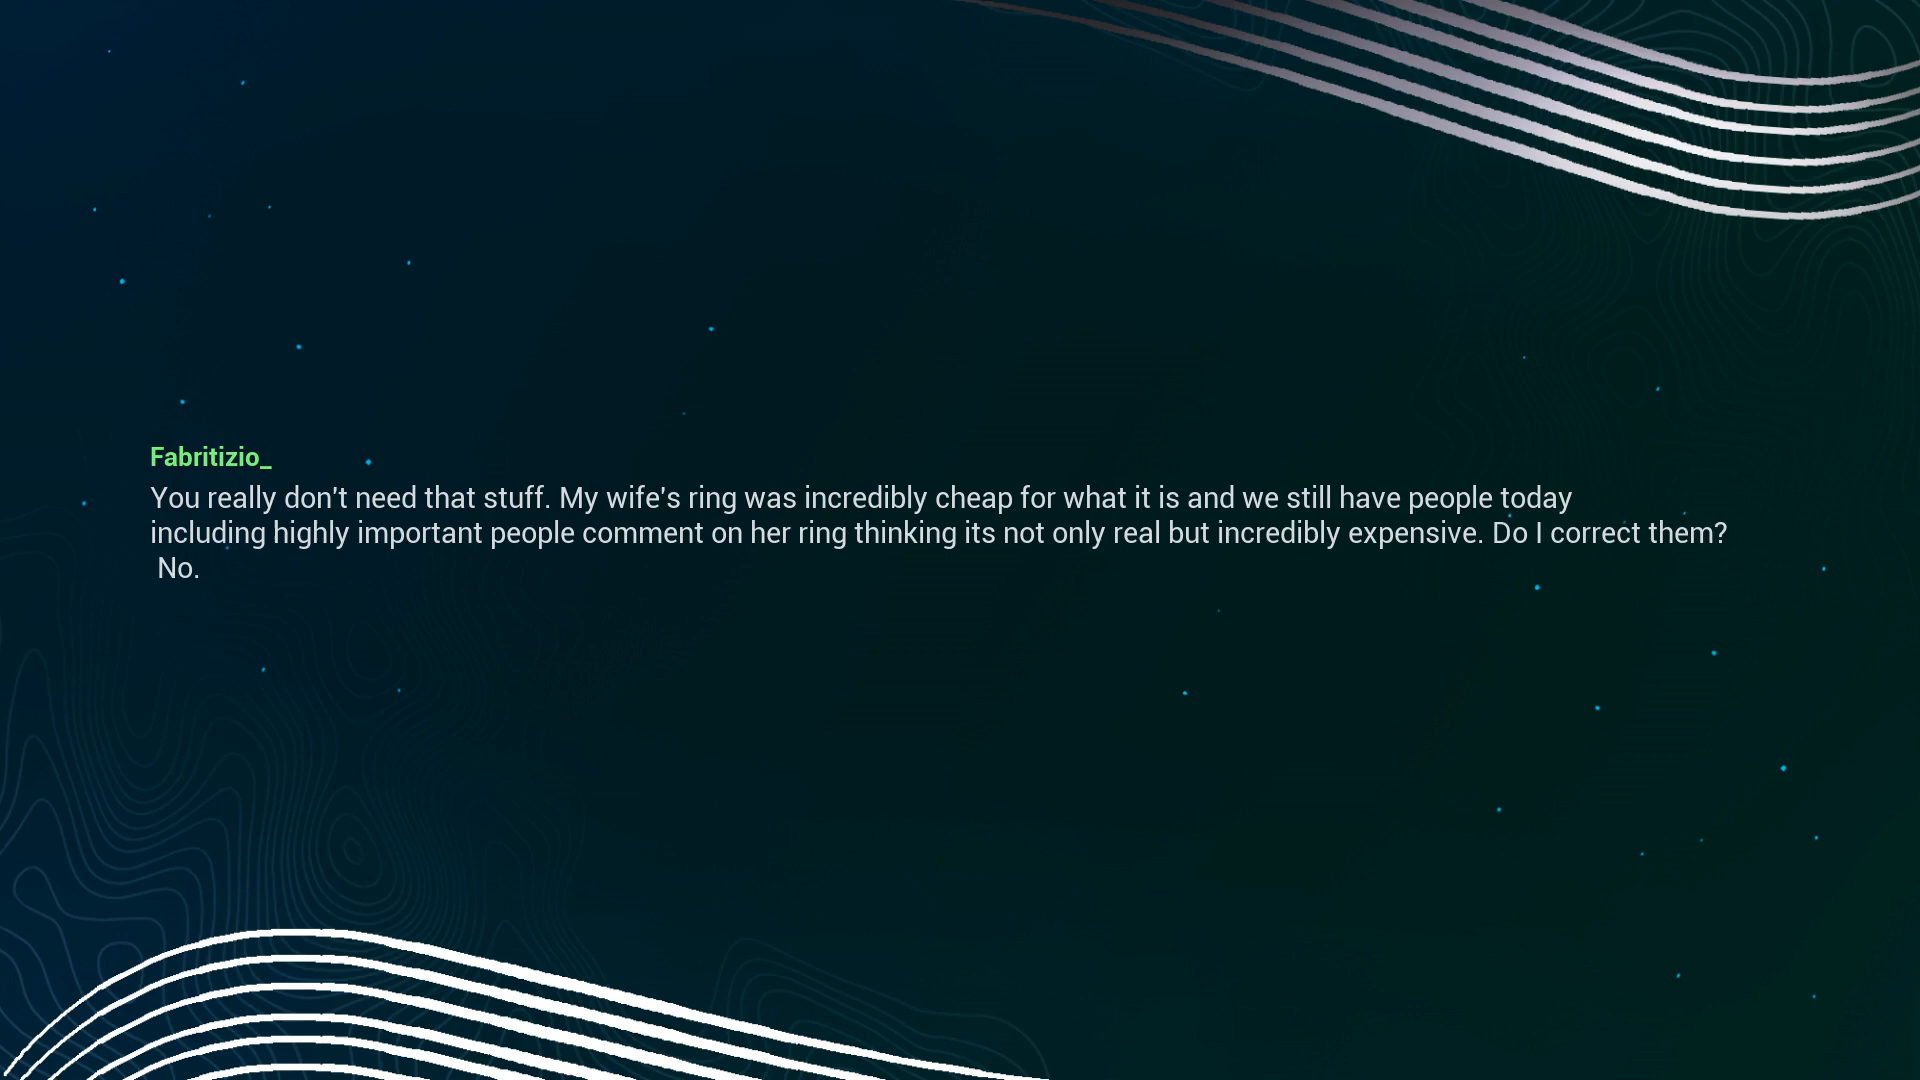 Fabritizio_
You really don't need that stuff. My wife's ring was incredibly cheap for what it is and we still have people today
including highly important people comment on her ring thinking its not only real but incredibly expensive. Do I correct them?
No.